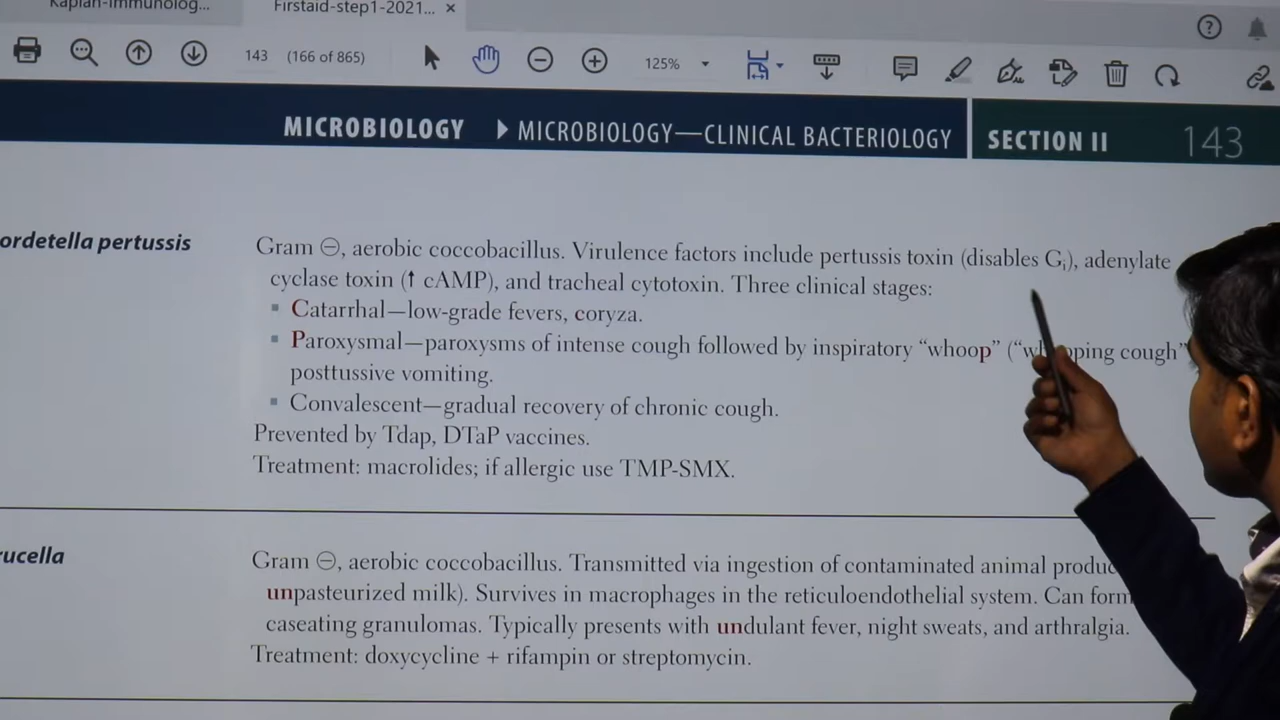 Firstaid-step1-2021...
143 (166 of 865)
125%
MICROBIOLOGY ▶ MICROBIOLOGY—CLINICAL BACTERIOLOGY
SECTION II 143
ordetella pertussis
Gram ⊖, aerobic coccobacillus. Virulence factors include pertussis toxin (disables Gi), adenylate
cyclase toxin (↑ cAMP), and tracheal cytotoxin. Three clinical stages:
▪ Catarrhal—low-grade fevers, coryza.
▪ Paroxysmal—paroxysms of intense cough followed by inspiratory “whoop” (“wh ping cough”
posttussive vomiting.
▪ Convalescent—gradual recovery of chronic cough.
Prevented by Tdap, DTaP vaccines.
Treatment: macrolides; if allergic use TMP-SMX.
rucella
Gram ⊖, aerobic coccobacillus. Transmitted via ingestion of contaminated animal produc
unpasteurized milk). Survives in macrophages in the reticuloendothelial system. Can form
caseating granulomas. Typically presents with undulant fever, night sweats, and arthralgia.
Treatment: doxycycline + rifampin or streptomycin.